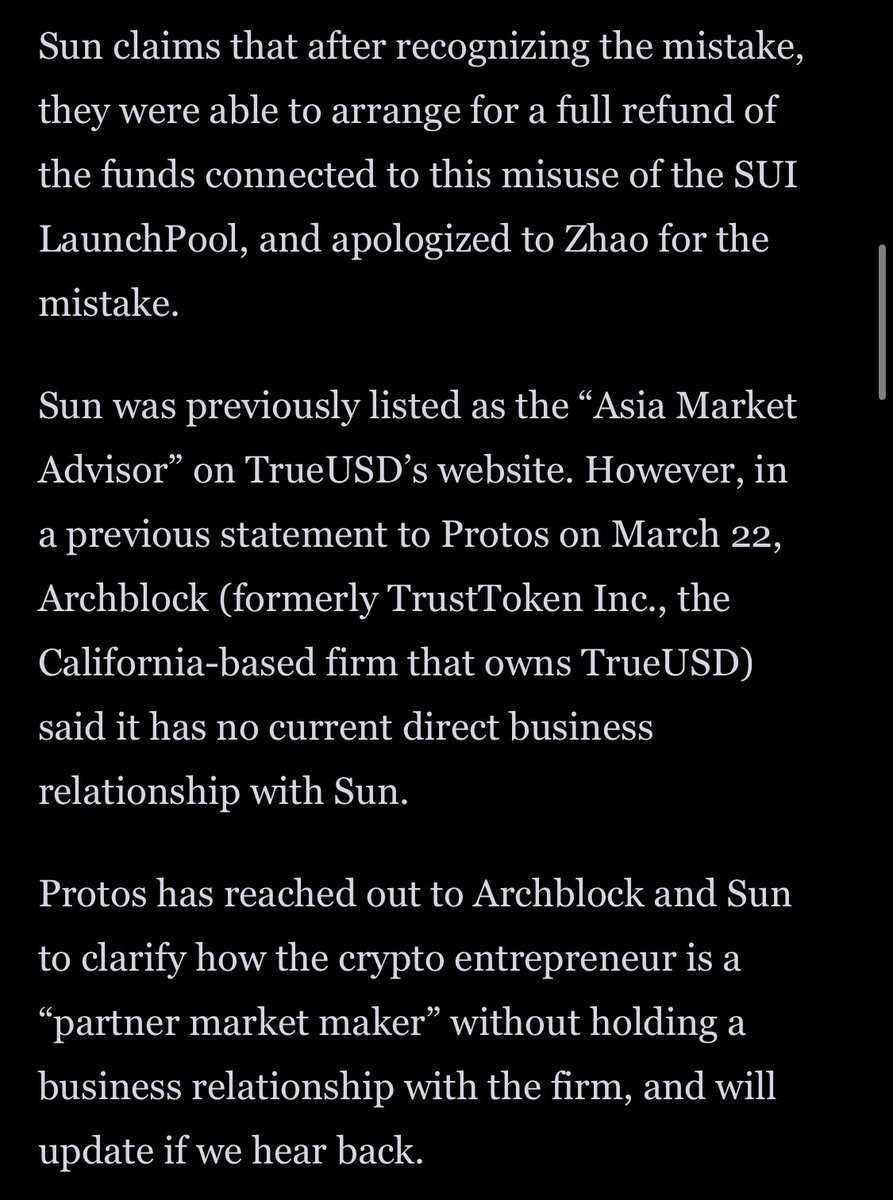 Sun claims that after recognizing the mistake,
they were able to arrange for a full refund of
the funds connected to this misuse of the SUI
LaunchPool, and apologized to Zhao for the
mistake.
Sun was previously listed as the “Asia Market
Advisor” on TrueUSD’s website. However, in
a previous statement to Protos on March 22,
Archblock (formerly TrustToken Inc., the
California-based firm that owns TrueUSD)
said it has no current direct business
relationship with Sun.
Protos has reached out to Archblock and Sun
to clarify how the crypto entrepreneur is a
“partner market maker” without holding a
business relationship with the firm, and will
update if we hear back.